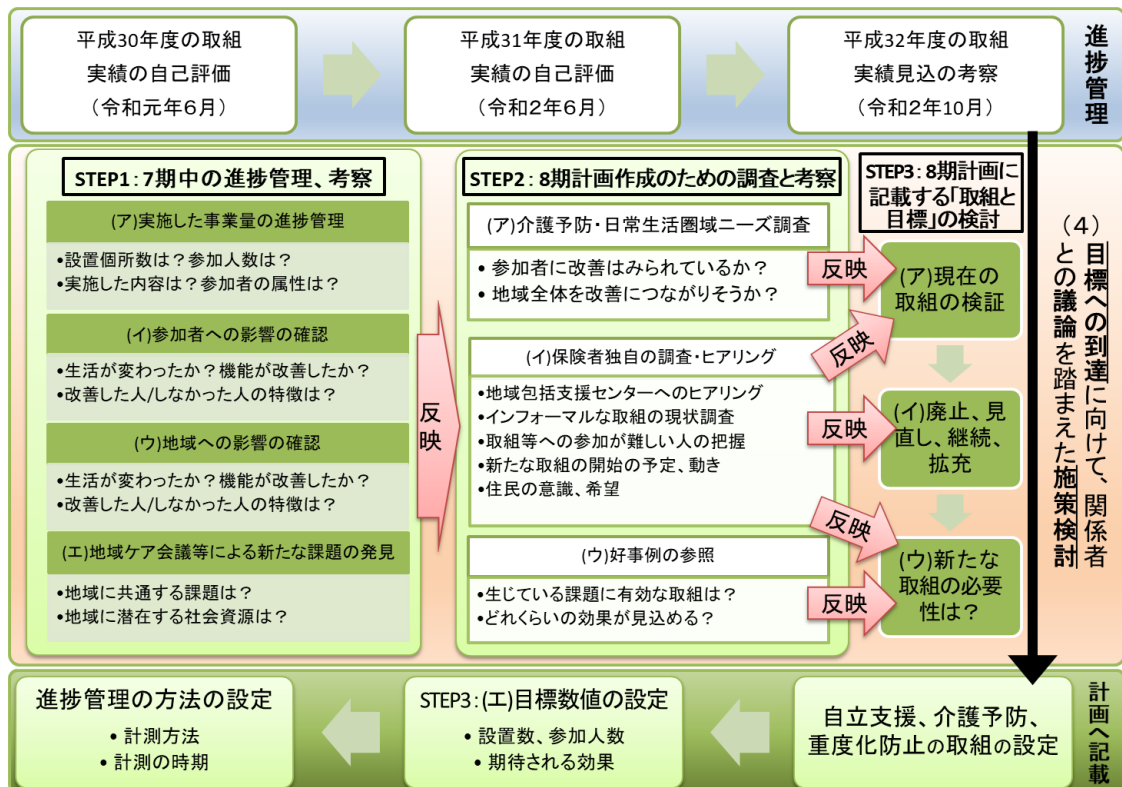 平成30年度の取組
実績の自己評価
（令和元年６月）
平成31年度の取組
実績の自己評価
（令和２年６月）
平成32年度の取組
実績見込の考察
（令和２年10月）
進捗管理
STEP1：７期中の進捗管理、考察
(ア)実施した事業量の進捗管理
•設置個所数は？参加人数は？
•実施した内容は？参加者の属性は？
(イ)参加者への影響の確認
•生活が変わったか？機能が改善したか？
•改善した人/しなかった人の特徴は？
(ウ)地域への影響の確認
•生活が変わったか？機能が改善したか？
•改善した人/しなかった人の特徴は？
(エ)地域ケア会議等による新たな課題の発見
•地域に共通する課題は？
•地域に潜在する社会資源は？
反映
STEP2：８期計画作成のための調査と考察
(ア)介護予防・日常生活圏域ニーズ調査
• 参加者に改善はみられているか？
• 地域全体を改善につながりそうか？
(イ)保険者独自の調査・ヒアリング
•地域包括支援センターへのヒアリング
•インフォーマルな取組の現状調査
•取組等への参加が難しい人の把握
•新たな取組の開始の予定、動き
•住民の意識、希望
(ウ)好事例の参照
•生じている課題に有効な取組は？
•どれくらいの効果が見込める？
反映
反映
反映
反映
反映
STEP3：８期計画に
記載する「取組と
目標」の検討
(ア)現在の
取組の検証
(イ)廃止、見
直し、継続、
拡充
(ウ)新たな
取組の必要
性は？
（４）目標への到達に向けて、関係者
との議論を踏まえた施策検討
進捗管理の方法の設定
• 計測方法
• 計測の時期
STEP3：(エ)目標数値の設定
• 設置数、参加人数
• 期待される効果
自立支援、介護予防、
重度化防止の取組の設定
計画へ記載